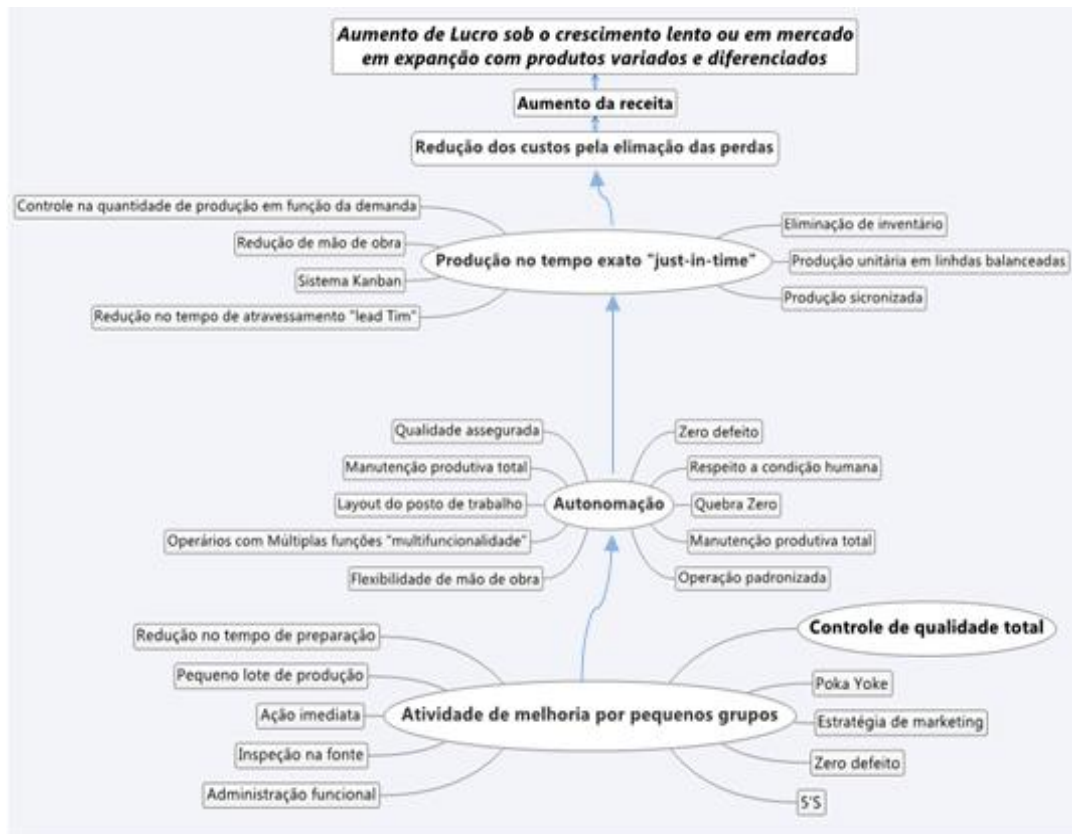 Aumento de Lucro sob o crescimento lento ou em mercado
em expanção com produtos variados e diferenciados
Aumento da receita
Redução dos custos pela elimação das perdas
Controle na quantidade de produção em função da demanda
Redução de mão de obra
Sistema Kanban
Redução no tempo de atravessamento "lead Tim"
Produção no tempo exato "just-in-time"
Eliminação de inventário
Produção unitária em linhdas balanceadas
Produção sicronizada
Qualidade assegurada
Manutenção produtiva total
Layout do posto de trabalho
Operários com Múltiplas funções "multifuncionalidade"
Flexibilidade de mão de obra
Autonomação
Zero defeito
Respeito a condição humana
Quebra Zero
Manutenção produtiva total
Operação padronizada
Redução no tempo de preparação
Pequeno lote de produção
Ação imediata
Inspeção na fonte
Administração funcional
Atividade de melhoria por pequenos grupos
Controle de qualidade total
Poka Yoke
Estratégia de marketing
Zero defeito
5'S